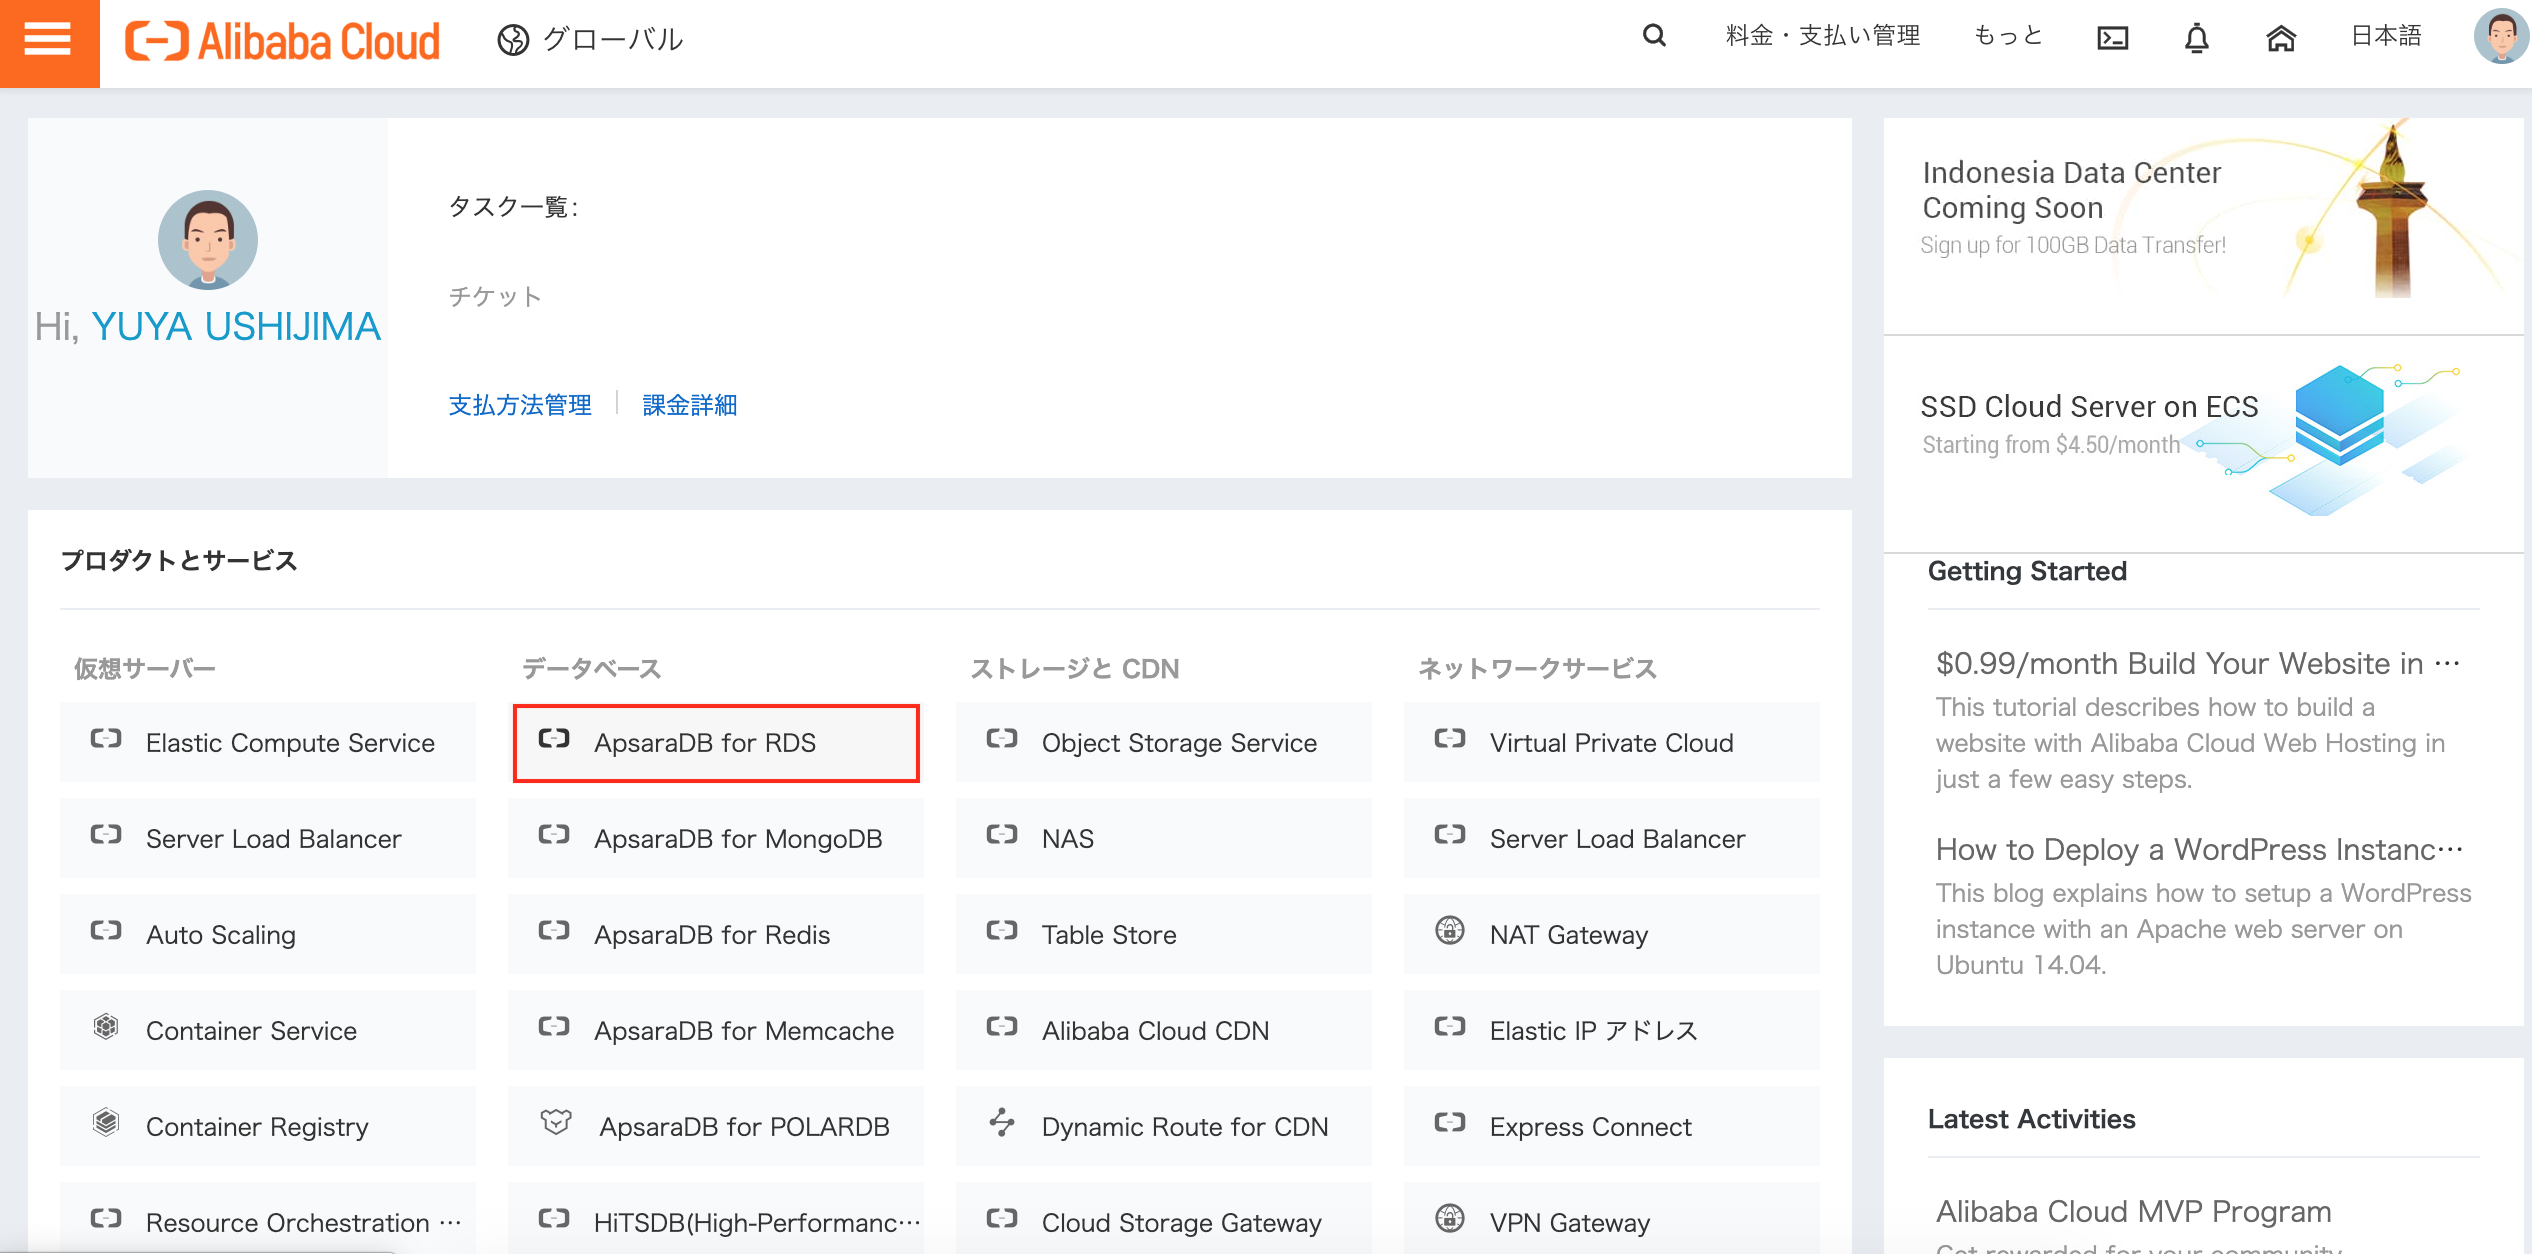 Alibaba Cloud
グローバル
料金・支払い管理
もっと
日本語
Hi, YUYA USHIJIMA
タスク一覧:
チケット
支払方法管理
課金詳細
Indonesia Data Center
Coming Soon
Sign up for 100GB Data Transfer!
SSD Cloud Server on ECS
Starting from $4.50/month
プロダクトとサービス
仮想サーバー
Elastic Compute Service
Server Load Balancer
Auto Scaling
Container Service
Container Registry
Resource Orchestration ···
データベース
ApsaraDB for RDS
ApsaraDB for MongoDB
ApsaraDB for Redis
ApsaraDB for Memcache
ApsaraDB for POLARDB
HiTSDB(High-Performanc···
ストレージと CDN
Object Storage Service
NAS
Table Store
Alibaba Cloud CDN
Dynamic Route for CDN
Cloud Storage Gateway
ネットワークサービス
Virtual Private Cloud
Server Load Balancer
NAT Gateway
Elastic IP アドレス
Express Connect
VPN Gateway
Getting Started
$0.99/month Build Your Website in ···
This tutorial describes how to build a
website with Alibaba Cloud Web Hosting in
just a few easy steps.
How to Deploy a WordPress Instanc···
This blog explains how to setup a WordPress
instance with an Apache web server on
Ubuntu 14.04.
Latest Activities
Alibaba Cloud MVP Program
Get rewarded for your community